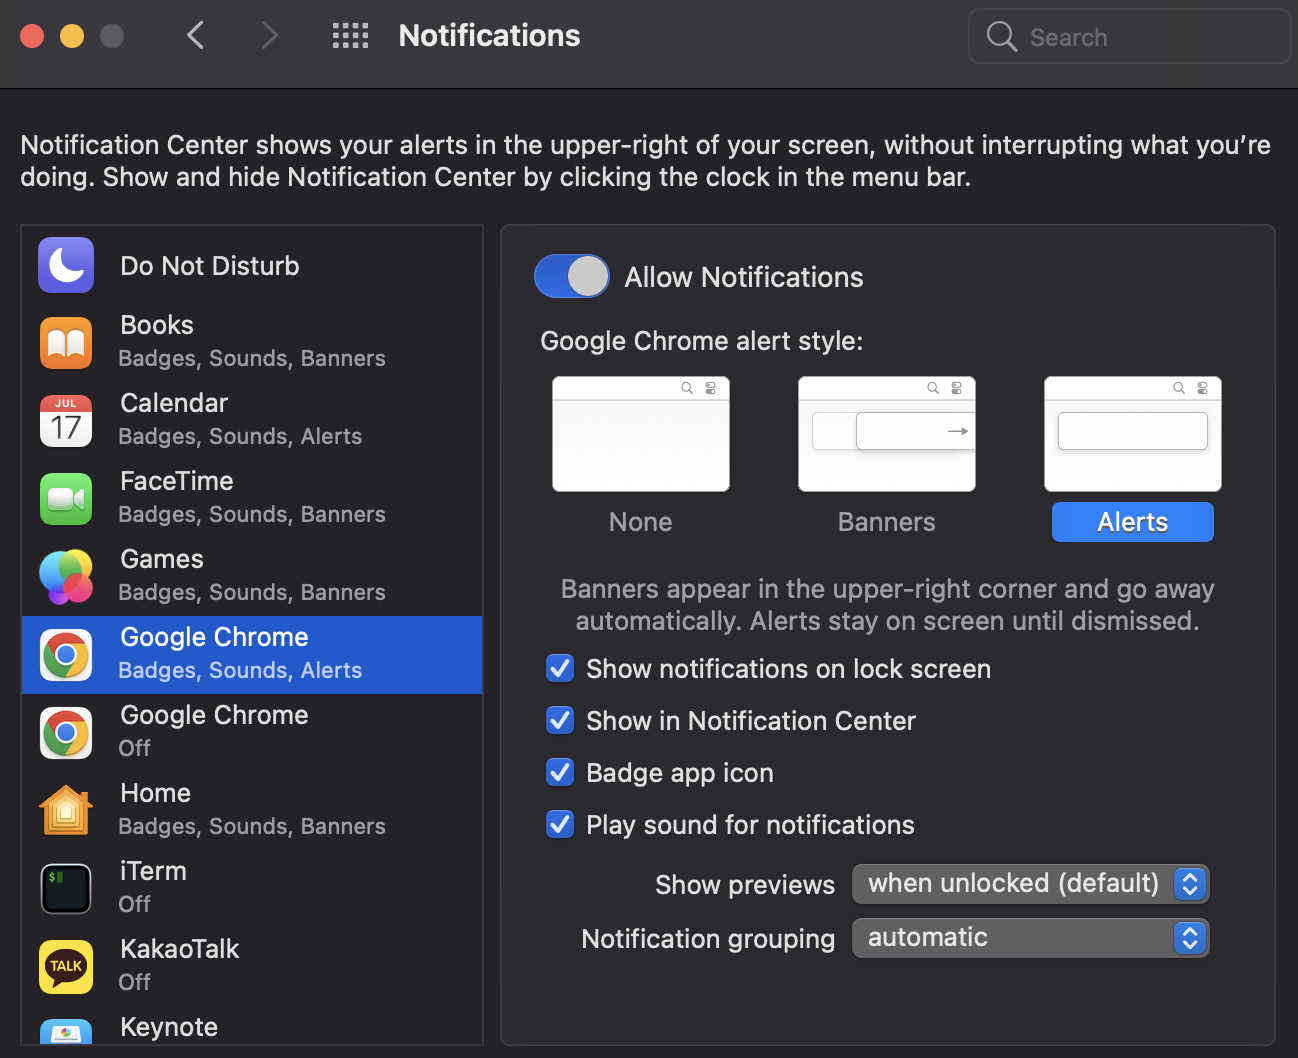 Notifications
Search
Notification Center shows your alerts in the upper-right of your screen, without interrupting what you’re
doing. Show and hide Notification Center by clicking the clock in the menu bar.
Do Not Disturb
Books
Badges, Sounds, Banners
JUL
17
Calendar
Badges, Sounds, Alerts
FaceTime
Badges, Sounds, Banners
Games
Badges, Sounds, Banners
Google Chrome
Badges, Sounds, Alerts
Google Chrome
Off
Home
Badges, Sounds, Banners
$
iTerm
Off
TALK
KakaoTalk
Off
Keynote
Allow Notifications
Google Chrome alert style:
None
Banners
Alerts
Banners appear in the upper-right corner and go away
automatically. Alerts stay on screen until dismissed.
Show notifications on lock screen
Show in Notification Center
Badge app icon
Play sound for notifications
Show previews
when unlocked (default)
Notification grouping
automatic